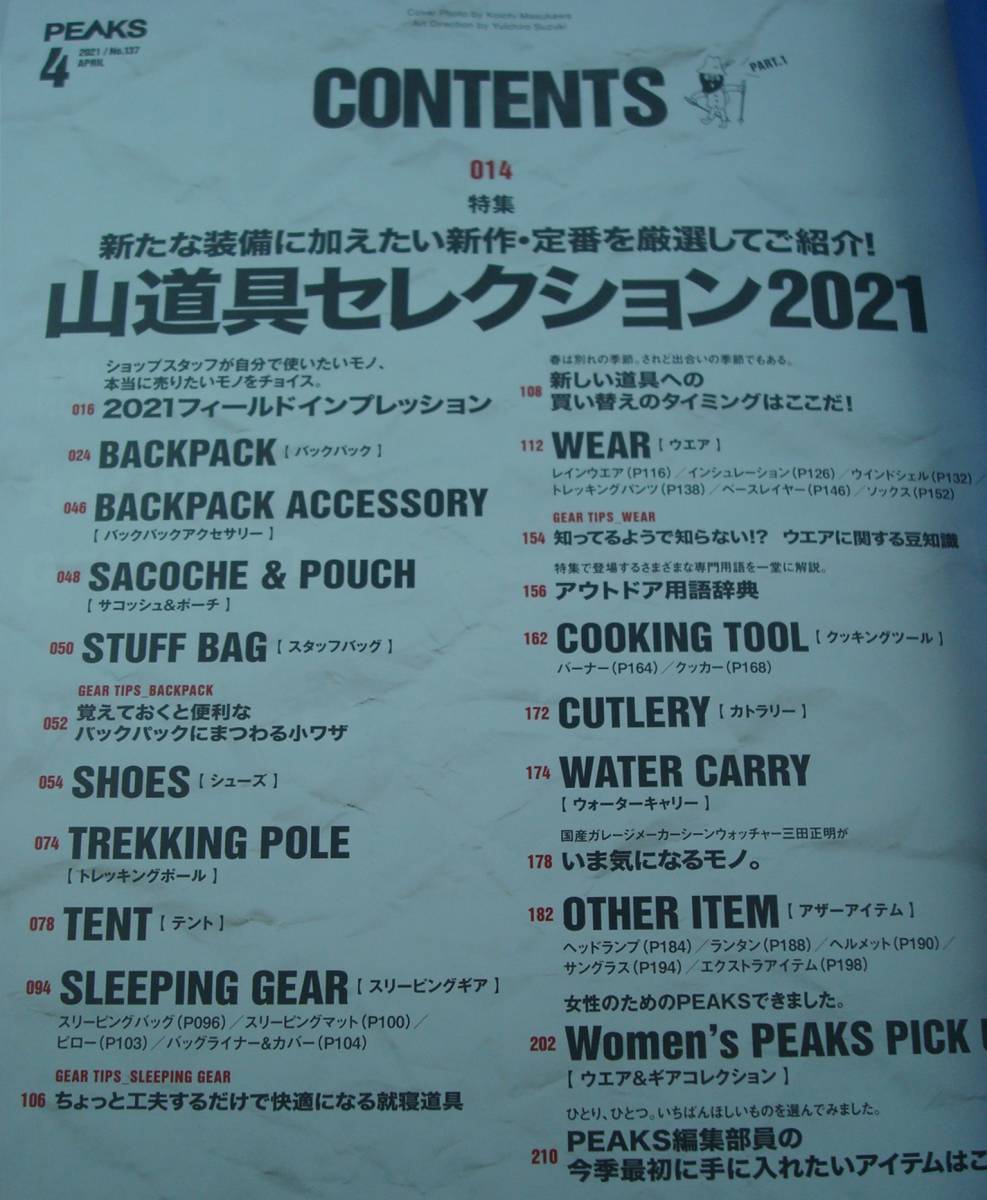 Cover Photo by Koichi Masukawa
Art Direction by Yuichiro Suzuki
PEAKS
4
2021 / No.137
APRIL
CONTENTS
PART.1
014
特集
新たな装備に加えたい新作・定番を厳選してご紹介!
山道具セレクション2021
ショップスタッフが自分で使いたいモノ、
本当に売りたいモノをチョイス。
016 2021フィールドインプレッション
024 BACKPACK [ バックパック ]
046 BACKPACK ACCESSORY
[ バックパックアクセサリー ]
048 SACOCHE & POUCH
[ サコッシュ&ポーチ ]
050 STUFF BAG [ スタッフバッグ ]
GEAR TIPS_BACKPACK
052 覚えておくと便利な
バックパックにまつわる小ワザ
054 SHOES [ シューズ ]
074 TREKKING POLE
[ トレッキングポール ]
078 TENT [ テント ]
094 SLEEPING GEAR [ スリーピングギア ]
スリーピングバッグ(P096)／スリーピングマット(P100)／
ピロー(P103)／バッグライナー&カバー(P104)
GEAR TIPS_SLEEPING GEAR
106 ちょっと工夫するだけで快適になる就寝道具
春は別れの季節。されど出合いの季節でもある。
108 新しい道具への
買い替えのタイミングはここだ!
112 WEAR [ ウエア ]
レインウエア(P116)／インシュレーション(P126)／ウインドシェル(P132)／
トレッキングパンツ(P138)／ベースレイヤー(P146)／ソックス(P152)
GEAR TIPS_WEAR
154 知ってるようで知らない!? ウエアに関する豆知識
特集で登場するさまざまな専門用語を一堂に解説。
156 アウトドア用語辞典
162 COOKING TOOL [ クッキングツール ]
バーナー(P164)／クッカー(P168)
172 CUTLERY [ カトラリー ]
174 WATER CARRY
[ ウォーターキャリー ]
国産ガレージメーカーシーンウォッチャー三田正明が
178 いま気になるモノ。
182 OTHER ITEM [ アザーアイテム ]
ヘッドランプ(P184)／ランタン(P188)／ヘルメット(P190)／
サングラス(P194)／エクストラアイテム(P198)
女性のためのPEAKSできました。
202 Women's PEAKS PICK
[ ウエア&ギアコレクション ]
ひとり、ひとつ。いちばんほしいものを選んでみました。
210 PEAKS編集部員の
今季最初に手に入れたいアイテムはこ